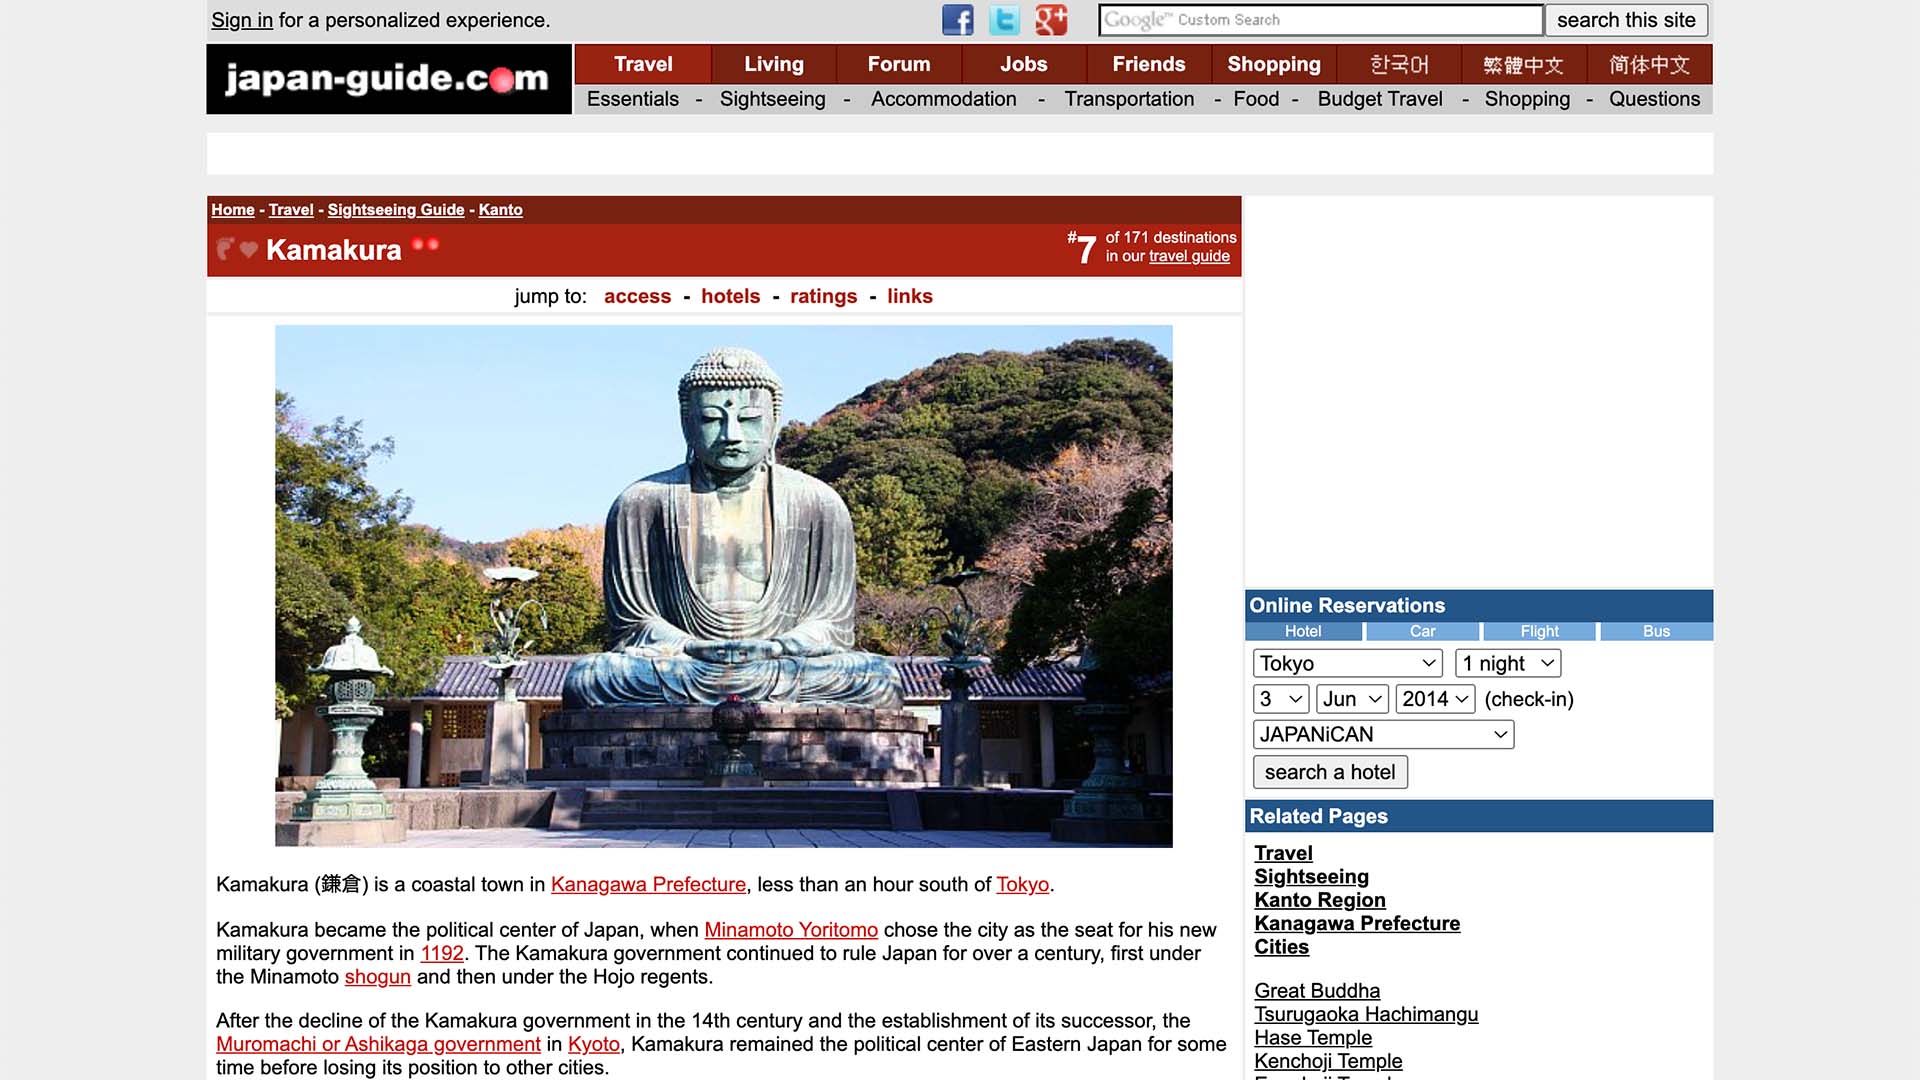 Sign in for a personalized experience.
Google™ Custom Search
search this site
japan-guide.com
Travel Living Forum Jobs Friends Shopping 한국어 繁體中文 简体中文
Essentials - Sightseeing - Accommodation - Transportation - Food - Budget Travel - Shopping - Questions
Home - Travel - Sightseeing Guide - Kanto
Kamakura
#7 of 171 destinations
in our travel guide
jump to: access - hotels - ratings - links
Kamakura (鎌倉) is a coastal town in Kanagawa Prefecture, less than an hour south of Tokyo.
Kamakura became the political center of Japan, when Minamoto Yoritomo chose the city as the seat for his new
military government in 1192. The Kamakura government continued to rule Japan for over a century, first under
the Minamoto shogun and then under the Hojo regents.
After the decline of the Kamakura government in the 14th century and the establishment of its successor, the
Muromachi or Ashikaga government in Kyoto, Kamakura remained the political center of Eastern Japan for some
time before losing its position to other cities.
Online Reservations
Hotel Car Flight Bus
Tokyo 1 night
3 Jun 2014 (check-in)
JAPANiCAN
search a hotel
Related Pages
Travel
Sightseeing
Kanto Region
Kanagawa Prefecture
Cities
Great Buddha
Tsurugaoka Hachimangu
Hase Temple
Kenchoji Temple